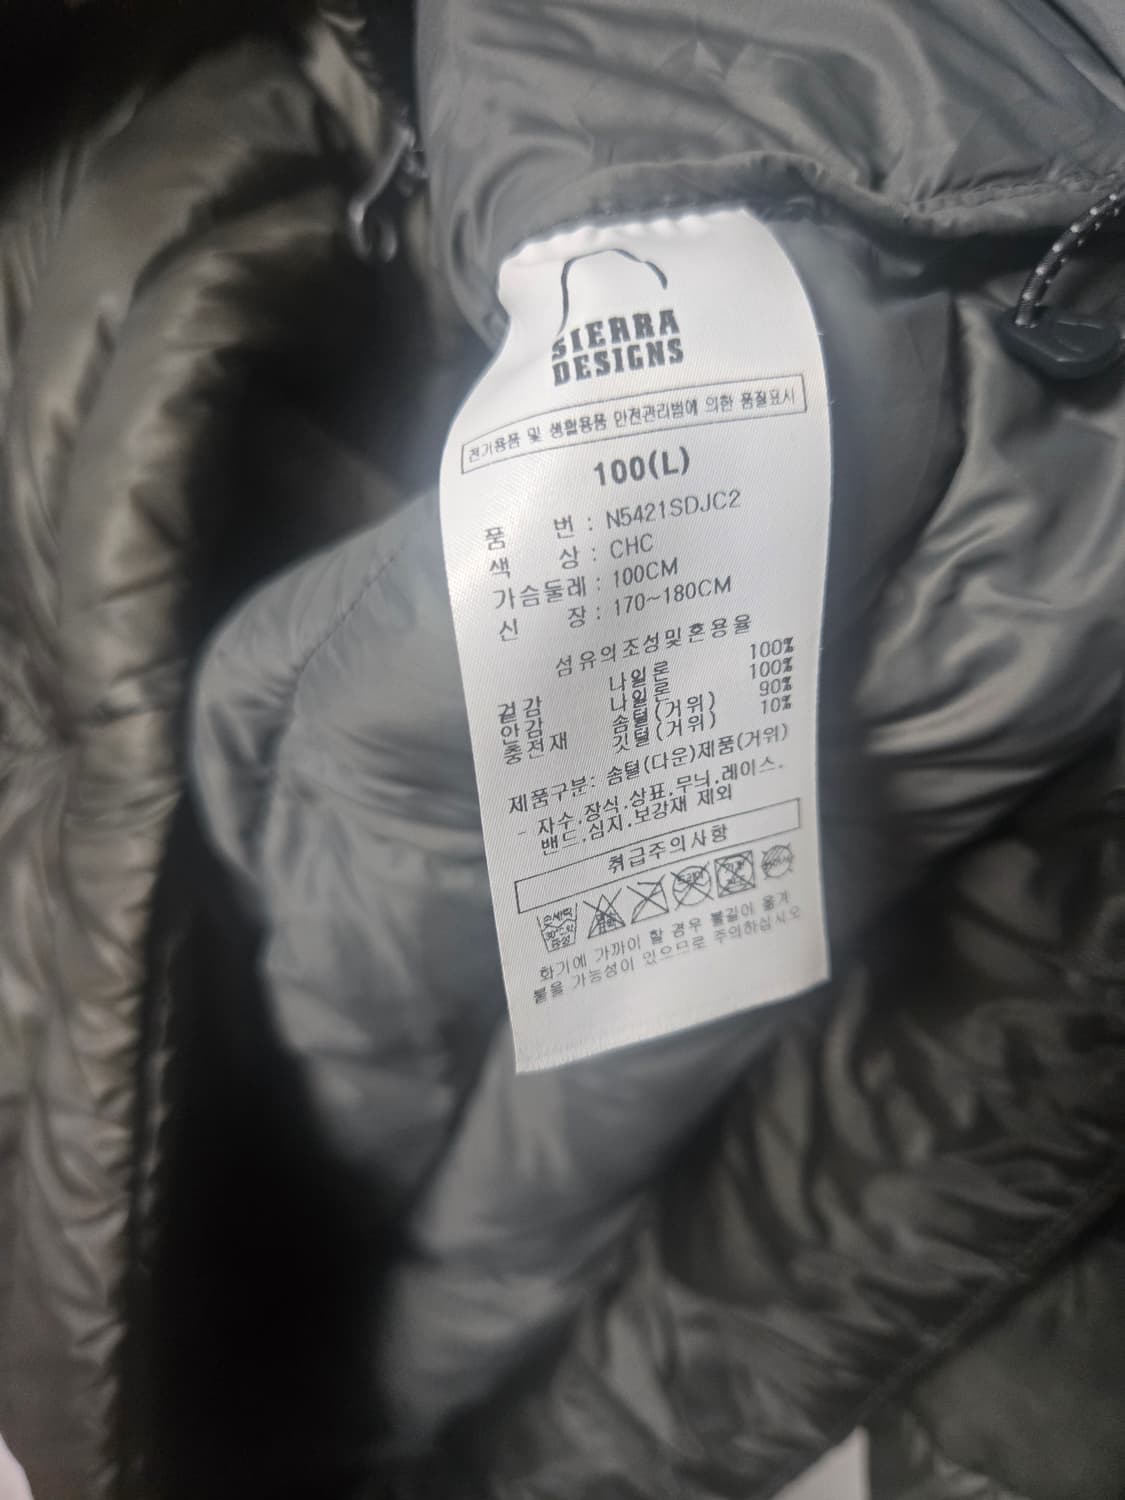 SIERRA
DESIGNS
전기용품 및 생활용품 안전관리법에 의한 품질표시
100(L)
품 번 : N5421SDJC2
색 상 : CHC
가슴둘레 : 100CM
신 장 : 170~180CM
섬유의조성및혼용율
겉감 나일론 100%
안감 나일론 100%
충전재 솜털(거위) 90%
깃털(거위) 10%
제품구분: 솜털(다운)제품(거위)
- 자수.장식.상표.무늬.레이스.
밴드.심지.보강재 제외
취급주의사항
화기에 가까이 할 경우 불길이 옮겨
붙을 가능성이 있으므로 주의하십시오